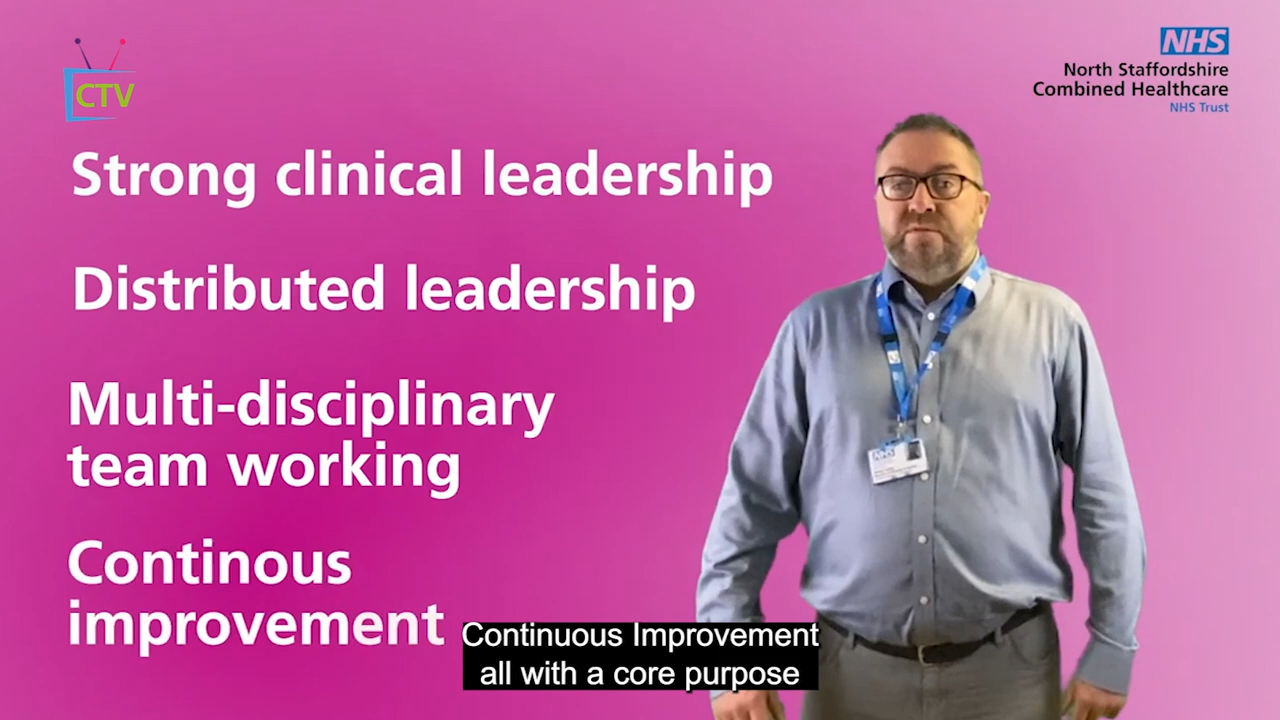 CTV
NHS
North Staffordshire
Combined Healthcare
NHS Trust
Strong clinical leadership
Distributed leadership
Multi-disciplinary
team working
Continous
improvement
NHS
Continuous Improvement
all with a core purpose